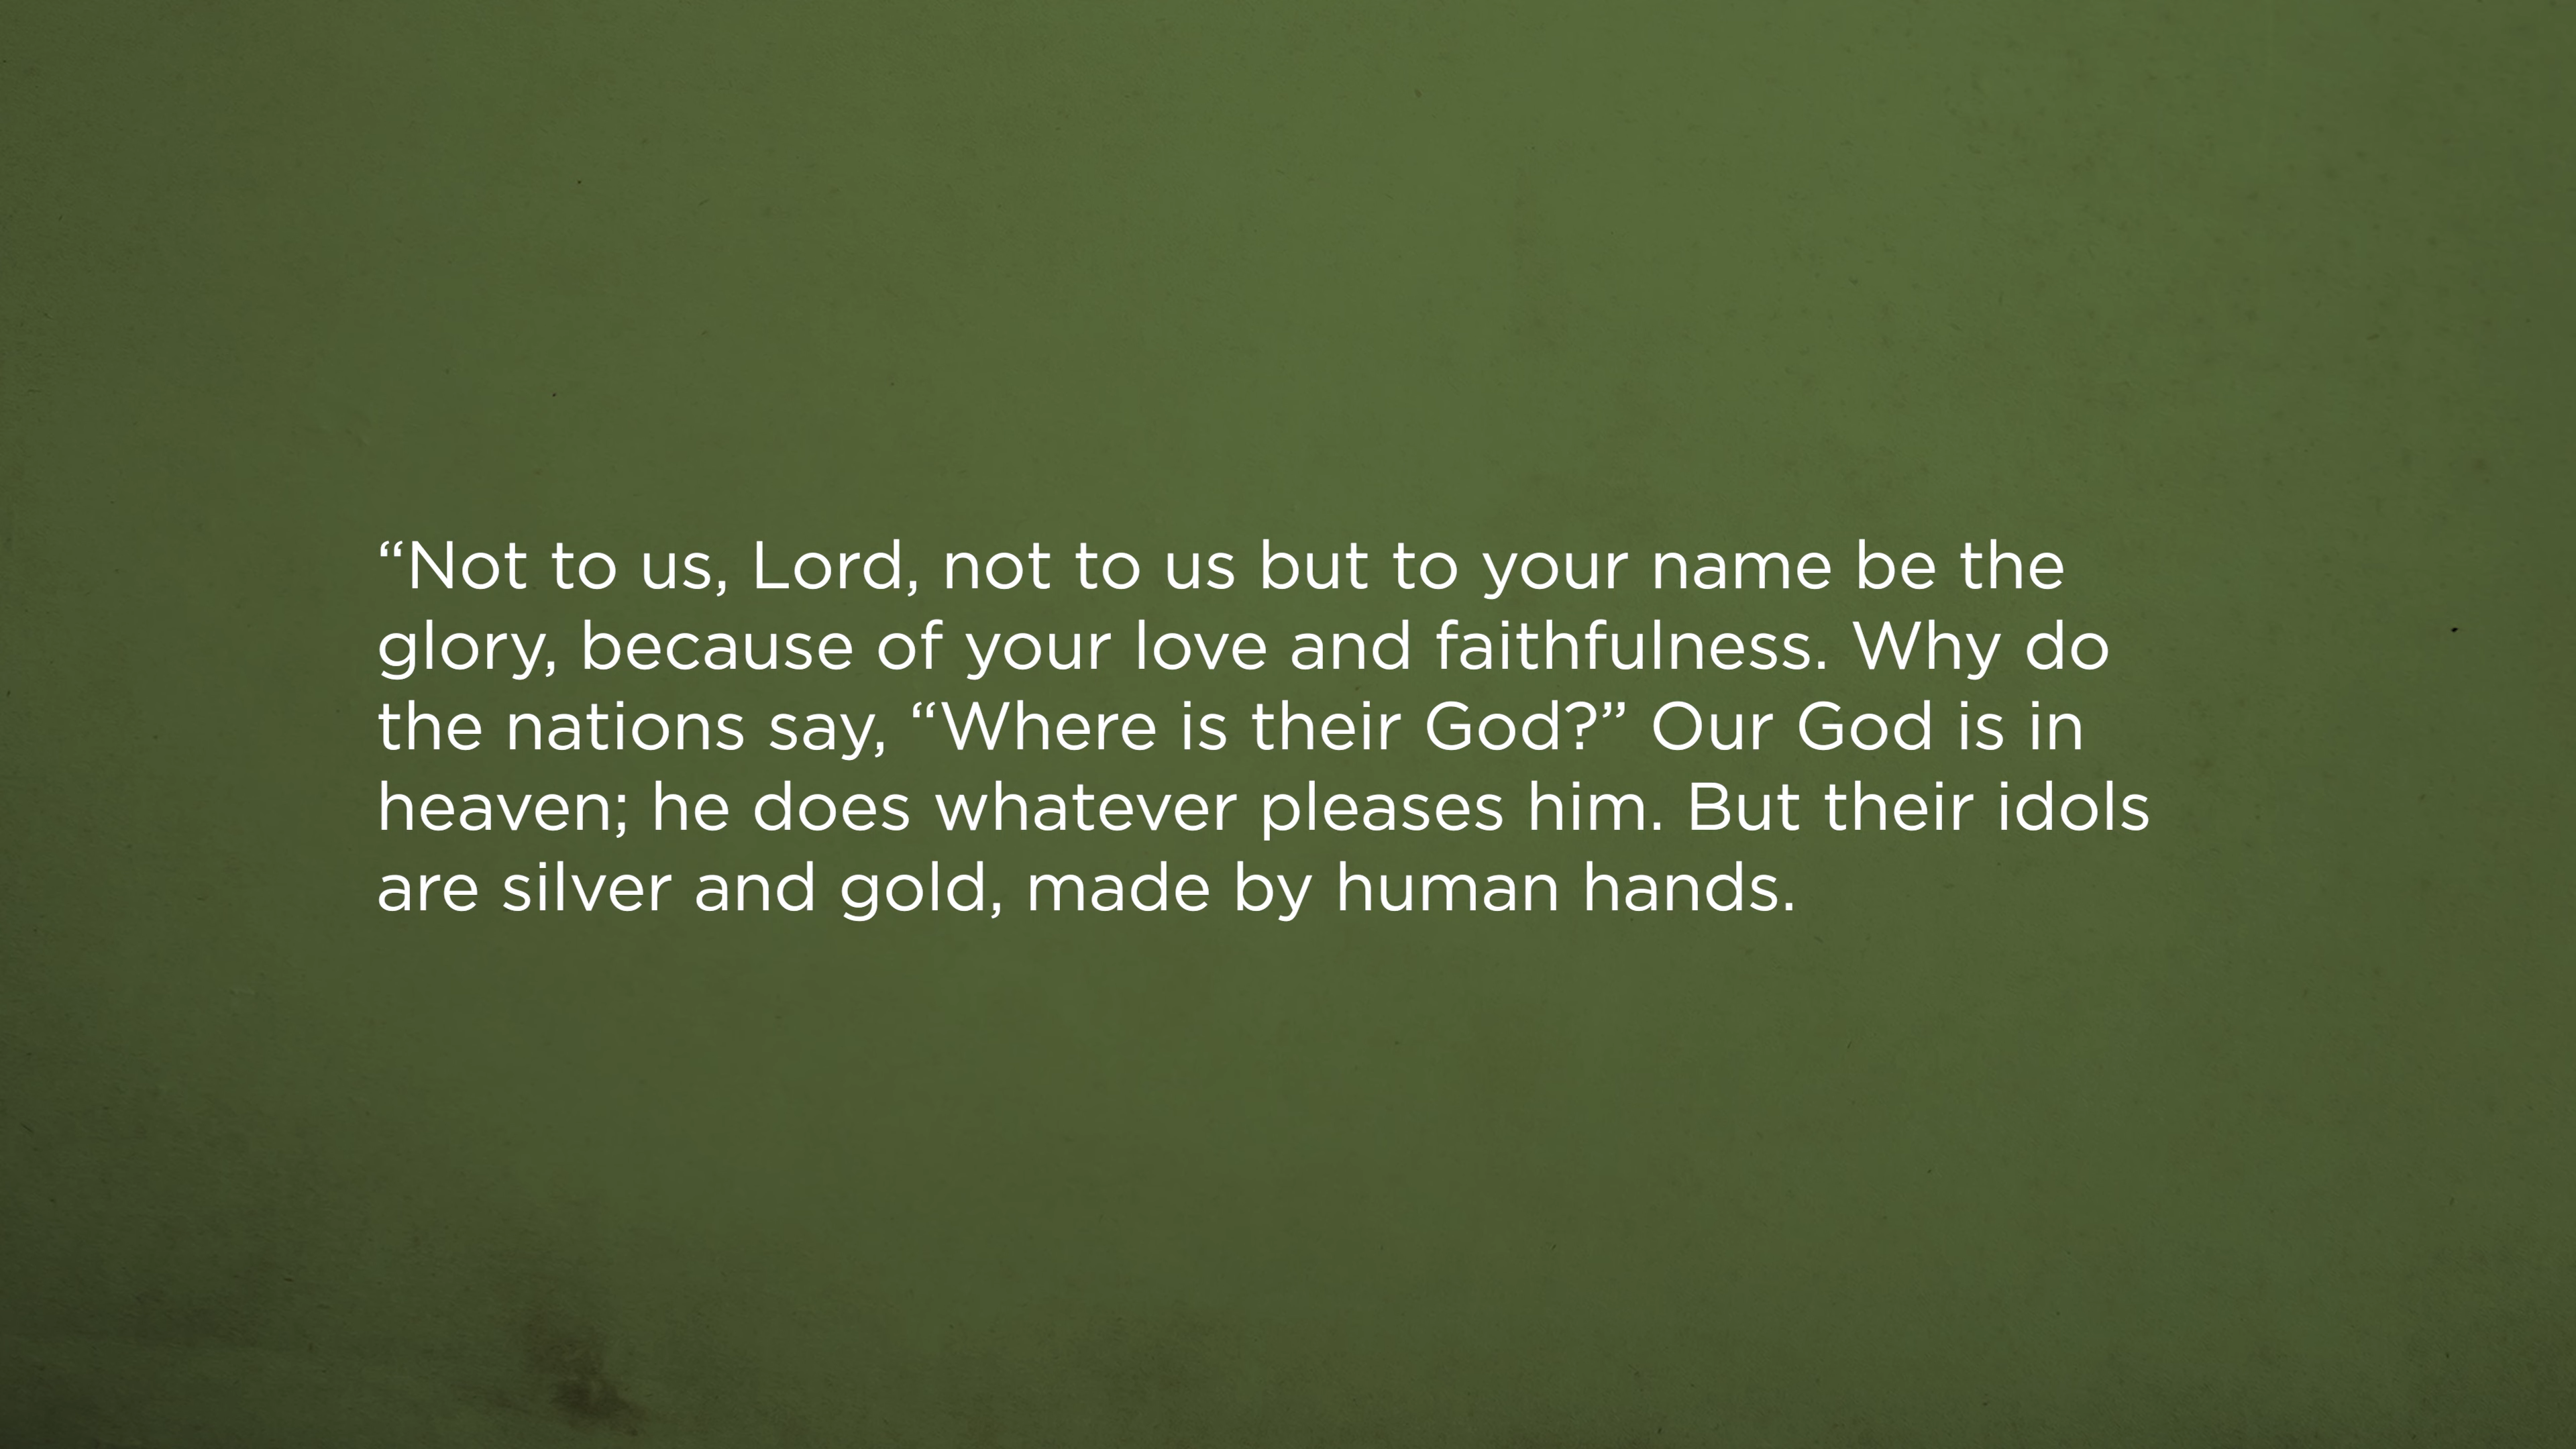 “Not to us, Lord, not to us but to your name be the
glory, because of your love and faithfulness. Why do
the nations say, “Where is their God?” Our God is in
heaven; he does whatever pleases him. But their idols
are silver and gold, made by human hands.